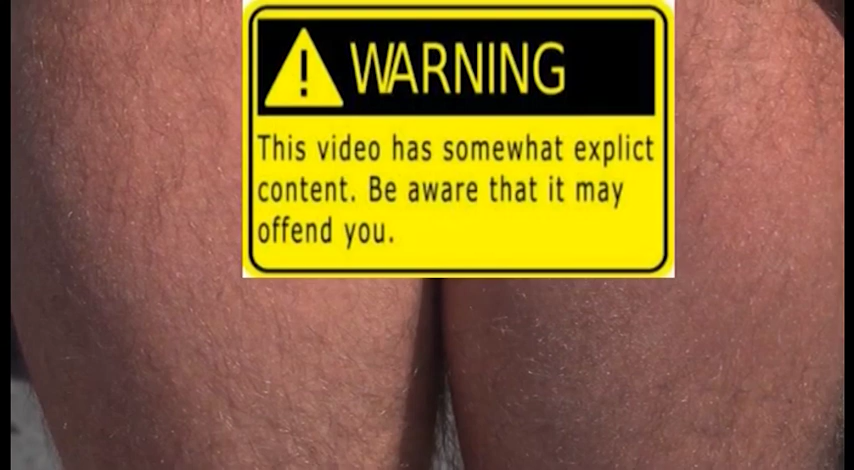 WARNING
This video has somewhat explict
content. Be aware that it may
offend you.